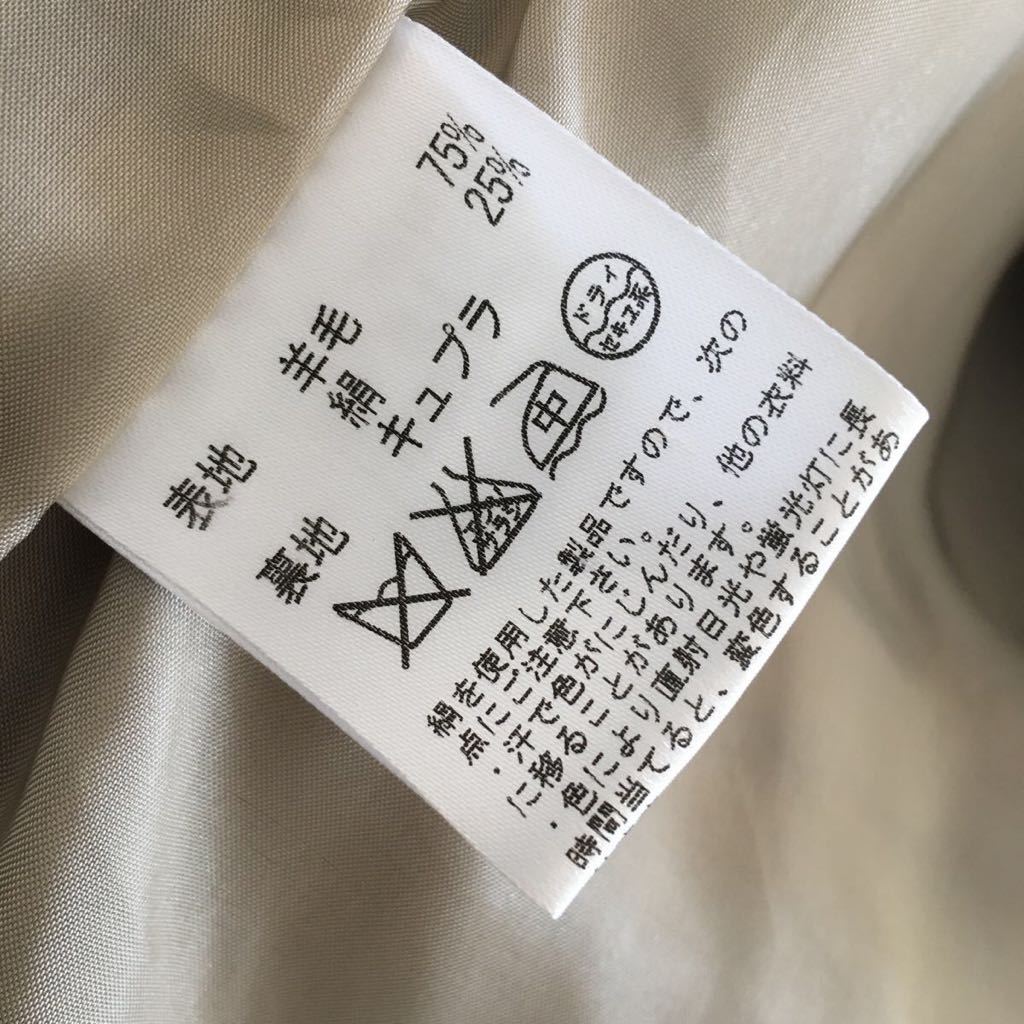 表地 羊毛 75%
絹 25%
裏地 キュプラ
中
ドライ
セキユ系
絹を使用した製品ですので、次の
点にご注意下さい。
・汗で色がにじんだり、他の衣料
に移ることがあります。
・色により直射日光や蛍光灯に長
時間当てると、変色することがあ